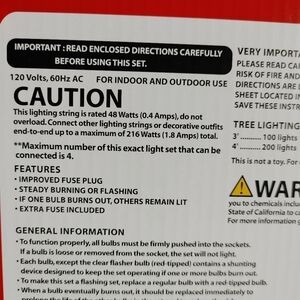 IMPORTANT : READ ENCLOSED DIRECTIONS CAREFULLY
BEFORE USING THIS SET.
120 Volts, 60Hz AC FOR INDOOR AND OUTDOOR USE
CAUTION
This lighting string is rated 48 Watts (0.4 Amps), do not
overload. Connect other lighting strings or decorative outfits
end-to-end up to a maximum of 216 Watts (1.8 Amps) total.
**Maximum number of this exact light set that can be
connected is 4.
FEATURES
• IMPROVED FUSE PLUG
• STEADY BURNING OR FLASHING
• IF ONE BULB BURNS OUT, OTHERS REMAIN LIT
• EXTRA FUSE INCLUDED
GENERAL INFORMATION
• To function properly, all bulbs must be firmly pushed into the sockets.
If a bulb is loose or removed from the socket, the set will not light.
• Each bulb, except the clear flasher bulb (red-tipped) contains a shunting
device designed to keep the set operating if one or more bulbs burn out.
• To make this set a flashing set, replace a regular bulb with a red-tipped bulb.
• When a bulb eventually burns out, it should be replaced immediately to
VERY IMPORTA
PLEASE READ CAR
RISK OF FIRE AND
DIRECTIONS ARE
SHEET LOCATED I
SAVE THESE INSTR
TREE LIGHTING
3' 100 lights
4' 200 lights
This is not a toy. For
WAR
you to chemicals inclu
State of California to ca
For more information g